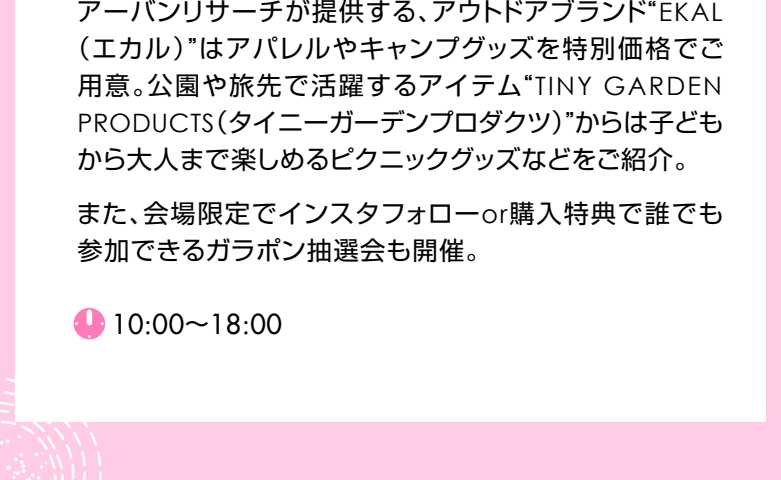 アーバンリサーチが提供する、アウトドアブランド“EKAL
（エカル）”はアパレルやキャンプグッズを特別価格でご
用意。公園や旅先で活躍するアイテム“TINY GARDEN
PRODUCTS（タイニーガーデンプロダクツ）”からは子ども
から大人まで楽しめるピクニックグッズなどをご紹介。
また、会場限定でインスタフォローor購入特典で誰でも
参加できるガラポン抽選会も開催。
10:00〜18:00